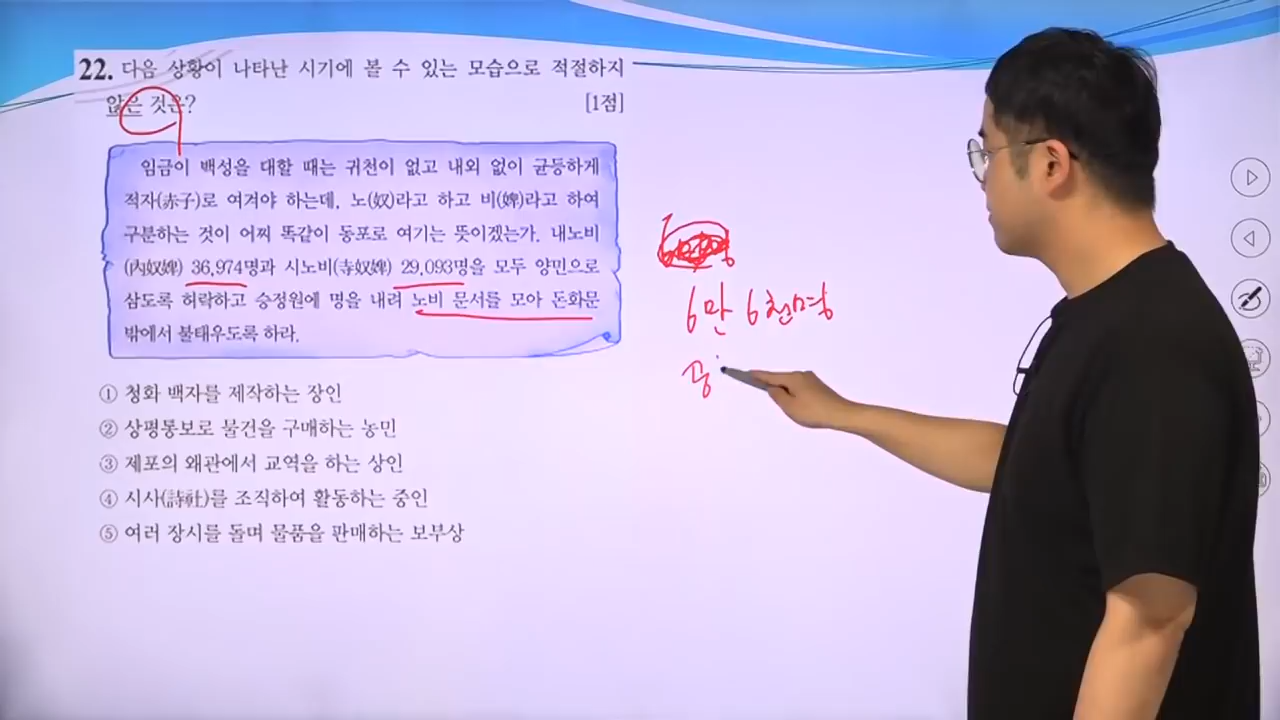 22. 다음 상황이 나타난 시기에 볼 수 있는 모습으로 적절하지
않은 것은? [1점]
임금이 백성을 대할 때는 귀천이 없고 내외 없이 균등하게
적자(赤子)로 여겨야 하는데, 노(奴)라고 하고 비(婢)라고 하여
구분하는 것이 어찌 똑같이 동포로 여기는 뜻이겠는가. 내노비
(內奴婢) 36,974명과 시노비(寺奴婢) 29,093명을 모두 양민으로
삼도록 허락하고 승정원에 명을 내려 노비 문서를 모아 돈화문
밖에서 불태우도록 하라.
6만 6천명
공
① 청화 백자를 제작하는 장인
② 상평통보로 물건을 구매하는 농민
③ 제포의 왜관에서 교역을 하는 상인
④ 시사(詩社)를 조직하여 활동하는 중인
⑤ 여러 장시를 돌며 물품을 판매하는 보부상